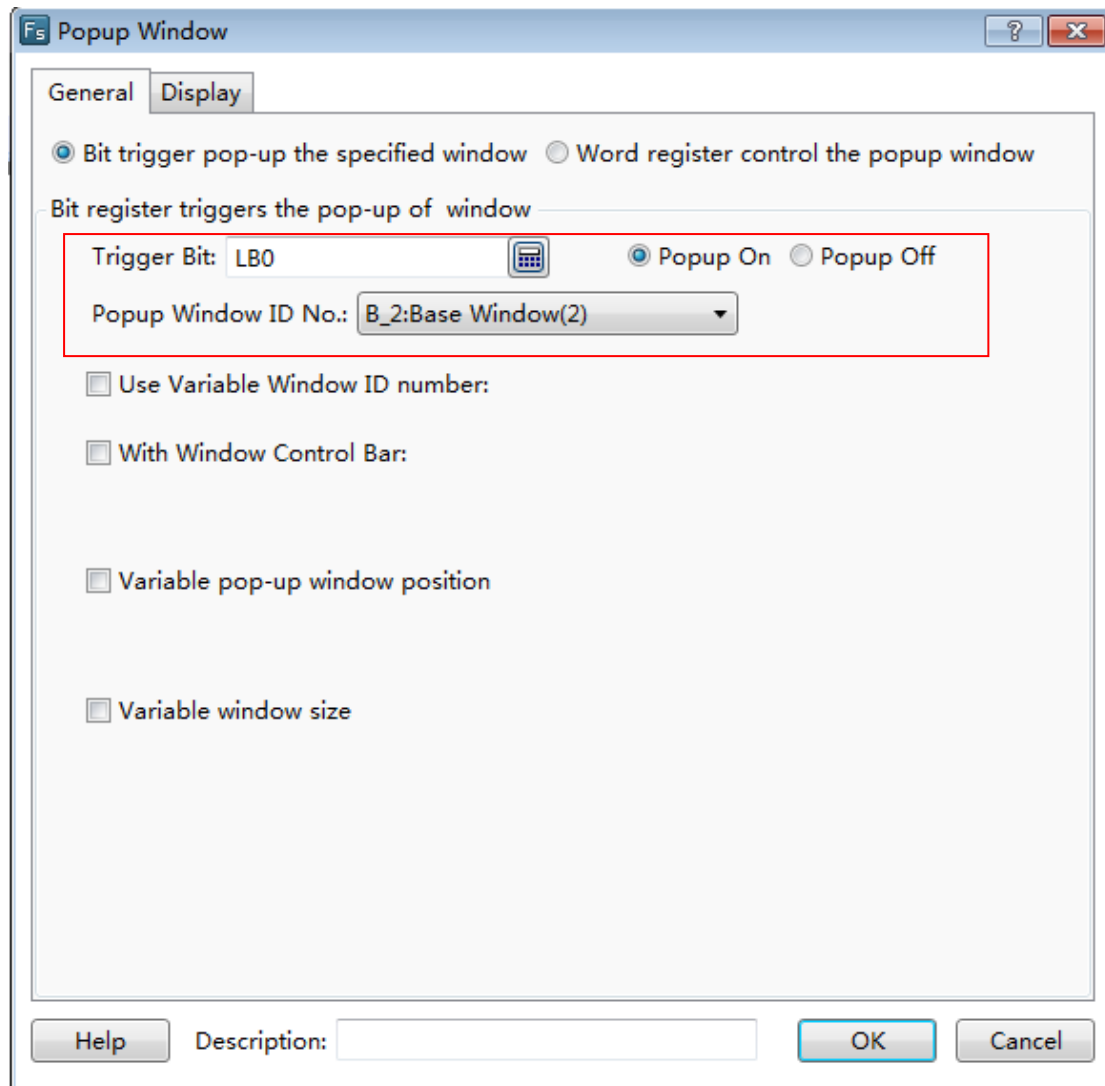 Fs Popup Window ?
General Display
Bit trigger pop-up the specified window Word register control the popup window
Bit register triggers the pop-up of window
Trigger Bit: LB0 Popup On Popup Off
Popup Window ID No.: B_2:Base Window(2)
Use Variable Window ID number:
With Window Control Bar:
Variable pop-up window position
Variable window size
Help Description: OK Cancel